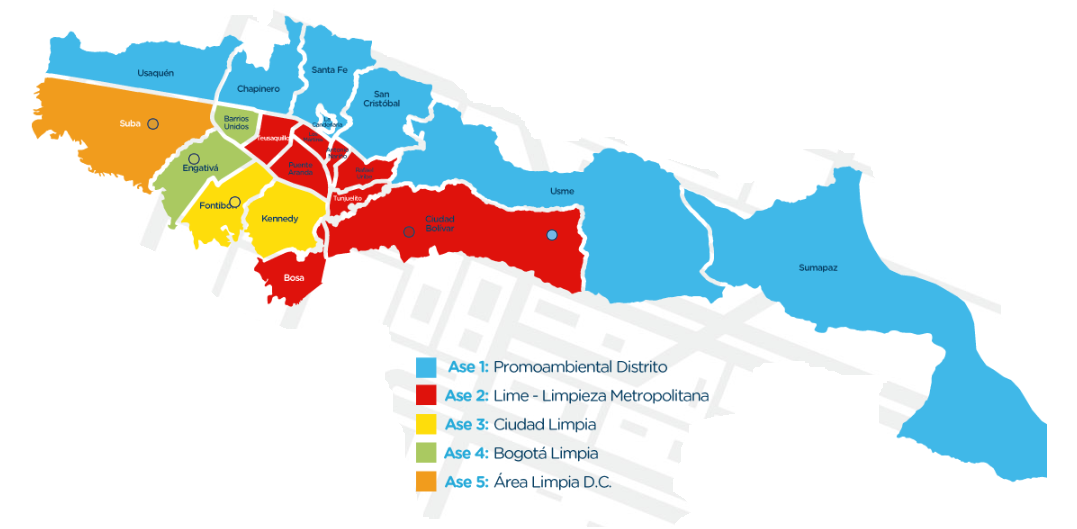 Usaquén
Chapinero
Santa Fe
San
Cristóbal
Suba
Barrios
Unidos
La
Candelaria
Teusaquillo
Engativá
Puente
Aranda
Usme
Tunjuelito
Fontibón
Kennedy
Ciudad
Bolívar
Bosa
Sumapaz
Ase 1: Promoambiental Distrito
Ase 2: Lime - Limpieza Metropolitana
Ase 3: Ciudad Limpia
Ase 4: Bogotá Limpia
Ase 5: Área Limpia D.C.